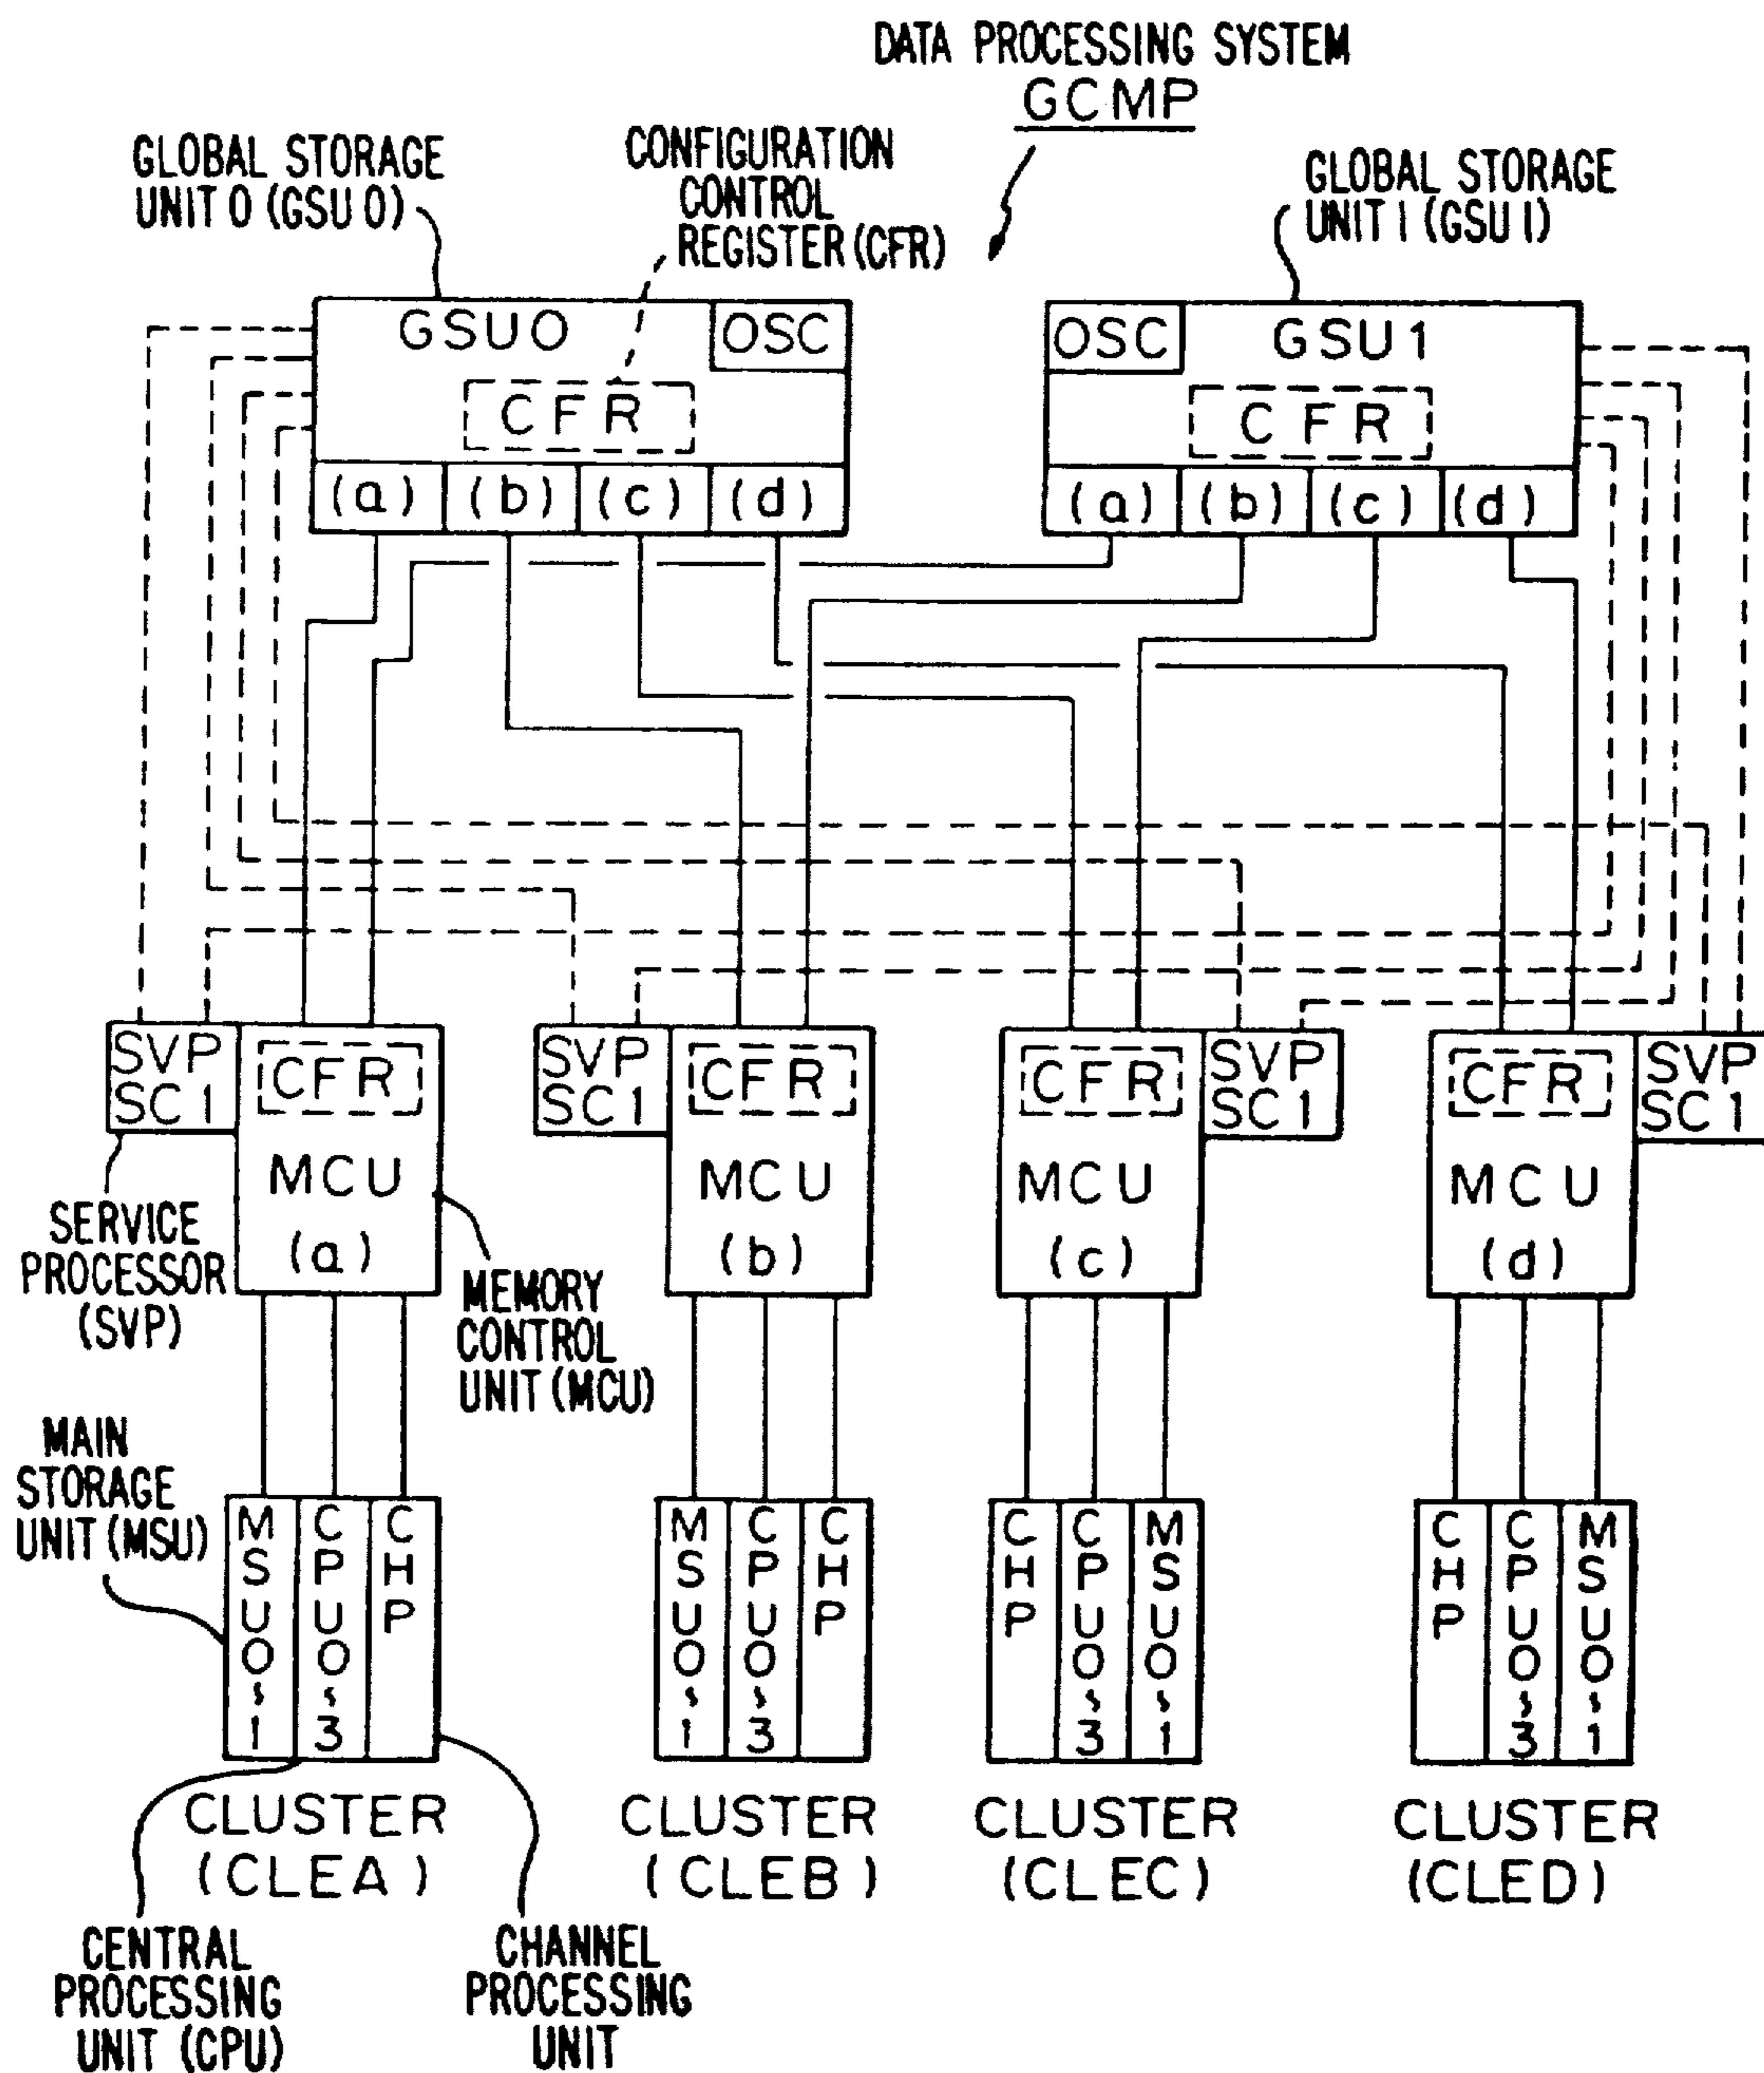 DATA PROCESSING SYSTEM
GCMP
GLOBAL STORAGE
UNIT 0 (GSU 0)
CONFIGURATION
CONTROL
REGISTER (CFR)
GLOBAL STORAGE
UNIT 1 (GSU 1)
GSU0
OSC
CFR
(a) (b) (c) (d)
OSC
GSU1
CFR
(a) (b) (c) (d)
SVP
SC1
CFR
MCU
(a)
SVP
SC1
CFR
MCU
(b)
CFR
MCU
(c)
SVP
SC1
CFR
MCU
(d)
SVP
SC1
SERVICE
PROCESSOR
(SVP)
MEMORY
CONTROL
UNIT (MCU)
MAIN
STORAGE
UNIT (MSU)
MSU0~1
CPU0~3
CHP
MSU0~1
CPU0~3
CHP
CHP
CPU0~3
MSU0~1
CHP
CPU0~3
MSU0~1
CLUSTER
(CLEA)
CLUSTER
(CLEB)
CLUSTER
(CLEC)
CLUSTER
(CLED)
CENTRAL
PROCESSING
UNIT (CPU)
CHANNEL
PROCESSING
UNIT